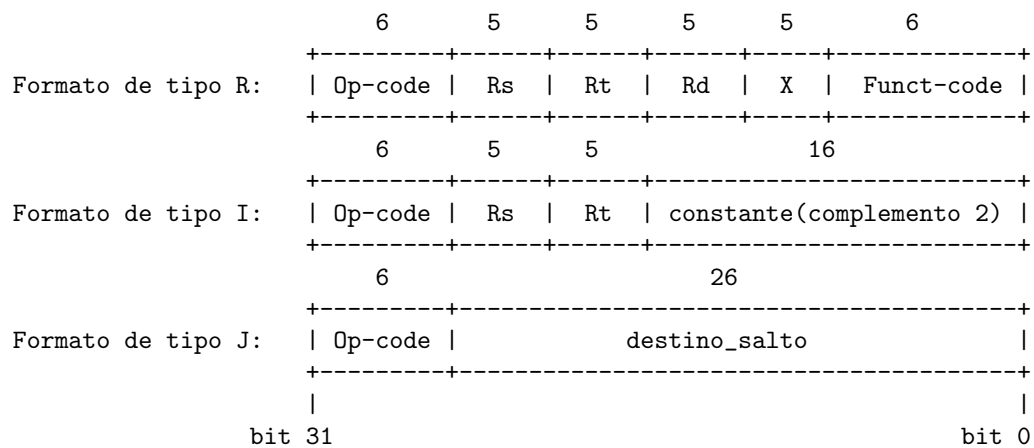 6 5 5 5 5 6
+---------+------+------+------+-----+-------------+
Formato de tipo R: | Op-code | Rs | Rt | Rd | X | Funct-code |
+---------+------+------+------+-----+-------------+
6 5 5 16
+---------+------+------+--------------------------+
Formato de tipo I: | Op-code | Rs | Rt | constante(complemento 2) |
+---------+------+------+--------------------------+
6 26
+---------+----------------------------------------+
Formato de tipo J: | Op-code | destino_salto |
+---------+----------------------------------------+
| |
bit 31 bit 0